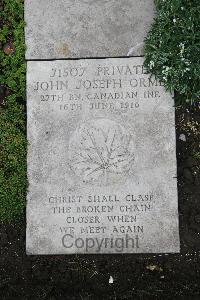 71507 PRIVATE
JOHN JOSEPH ORME
27TH BN. CANADIAN INF.
16TH JUNE 1916
CHRIST SHALL CLASP
THE BROKEN CHAIN
CLOSER WHEN
WE MEET AGAIN
Copyright